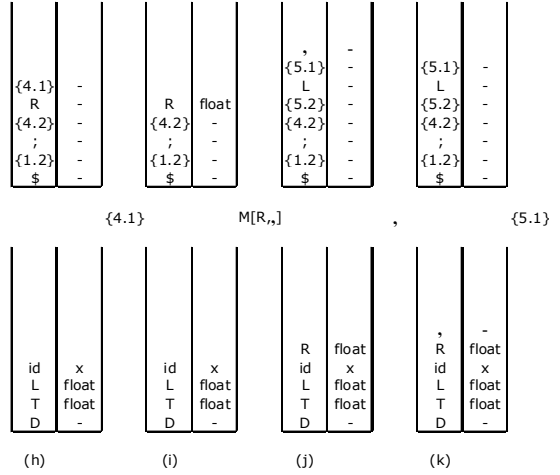 , -
{5.1} - {5.1} -
{4.1} - L - L -
R - R float {5.2} - {5.2} -
{4.2} - {4.2} - {4.2} - {4.2} -
; - ; - ; - ; -
{1.2} - {1.2} - {1.2} - {1.2} -
$ - $ - $ - $ -
{4.1} M[R,,] , {5.1}
, -
R float R float
id x id x id x id x
L float L float L float L float
T float T float T float T float
D - D - D - D -
(h) (i) (j) (k)